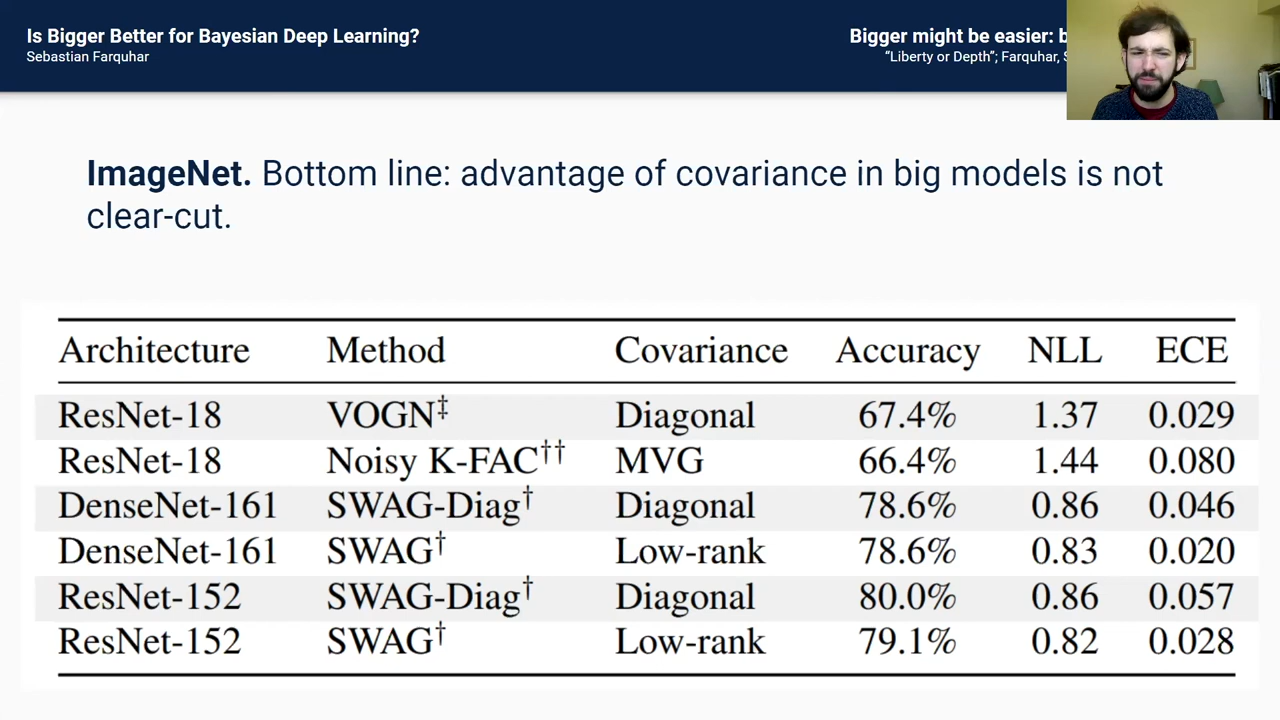 Is Bigger Better for Bayesian Deep Learning?
Sebastian Farquhar
Bigger might be easier:
"Liberty or Depth"; Farquhar,
ImageNet. Bottom line: advantage of covariance in big models is not
clear-cut.
Architecture Method Covariance Accuracy NLL ECE
ResNet-18 VOGN‡ Diagonal 67.4% 1.37 0.029
ResNet-18 Noisy K-FAC†† MVG 66.4% 1.44 0.080
DenseNet-161 SWAG-Diag† Diagonal 78.6% 0.86 0.046
DenseNet-161 SWAG† Low-rank 78.6% 0.83 0.020
ResNet-152 SWAG-Diag† Diagonal 80.0% 0.86 0.057
ResNet-152 SWAG† Low-rank 79.1% 0.82 0.028